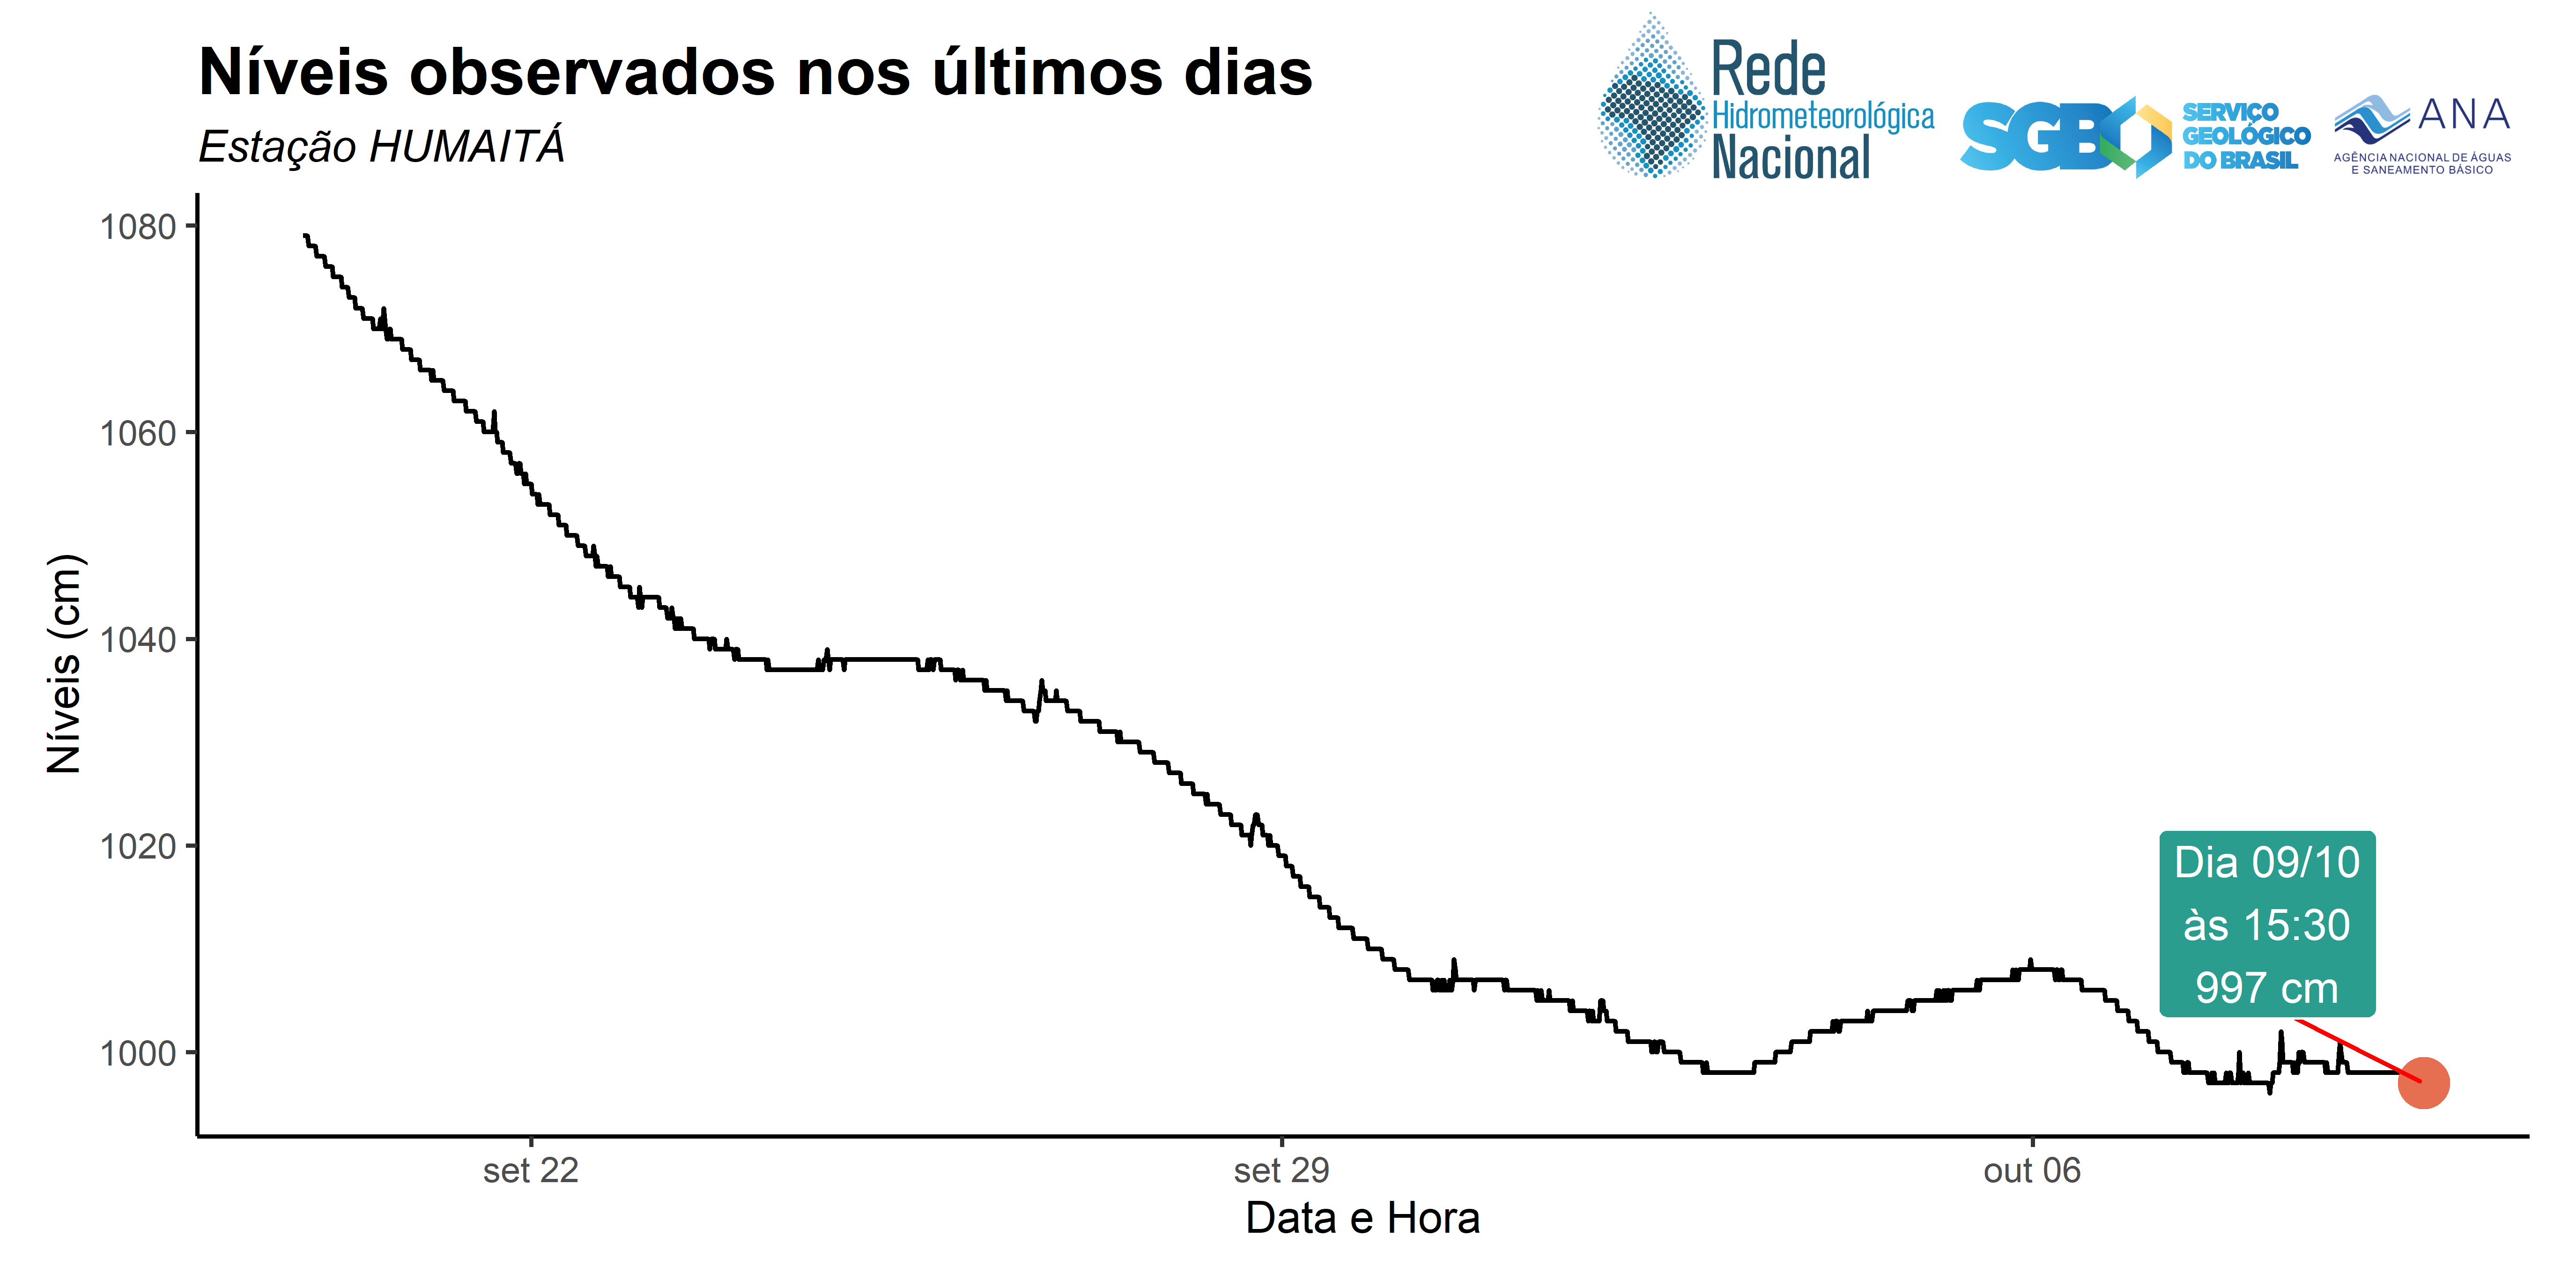 Níveis observados nos últimos dias
Estação HUMAITÁ
Rede
Hidrometeorológica
Nacional
SGB
SERVIÇO
GEOLÓGICO
DO BRASIL
ANA
AGÊNCIA NACIONAL DE ÁGUAS
E SANEAMENTO BÁSICO
Níveis (cm)
1080
1060
1040
1020
1000
Dia 09/10
às 15:30
997 cm
set 22
set 29
out 06
Data e Hora